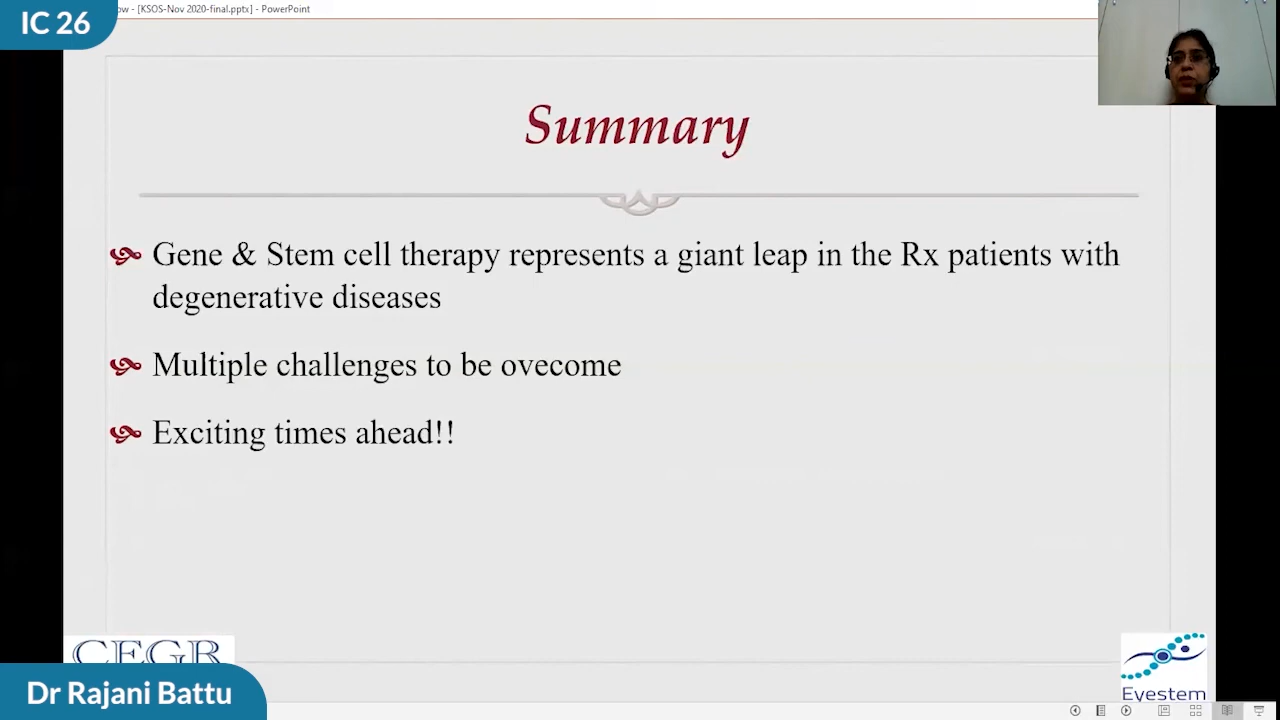 IC 26
ow - [KSOS-Nov 2020-final.pptx] - PowerPoint
Summary
Gene & Stem cell therapy represents a giant leap in the Rx patients with
degenerative diseases
Multiple challenges to be ovecome
Exciting times ahead!!
CEGR
Eyestem
Dr Rajani Battu